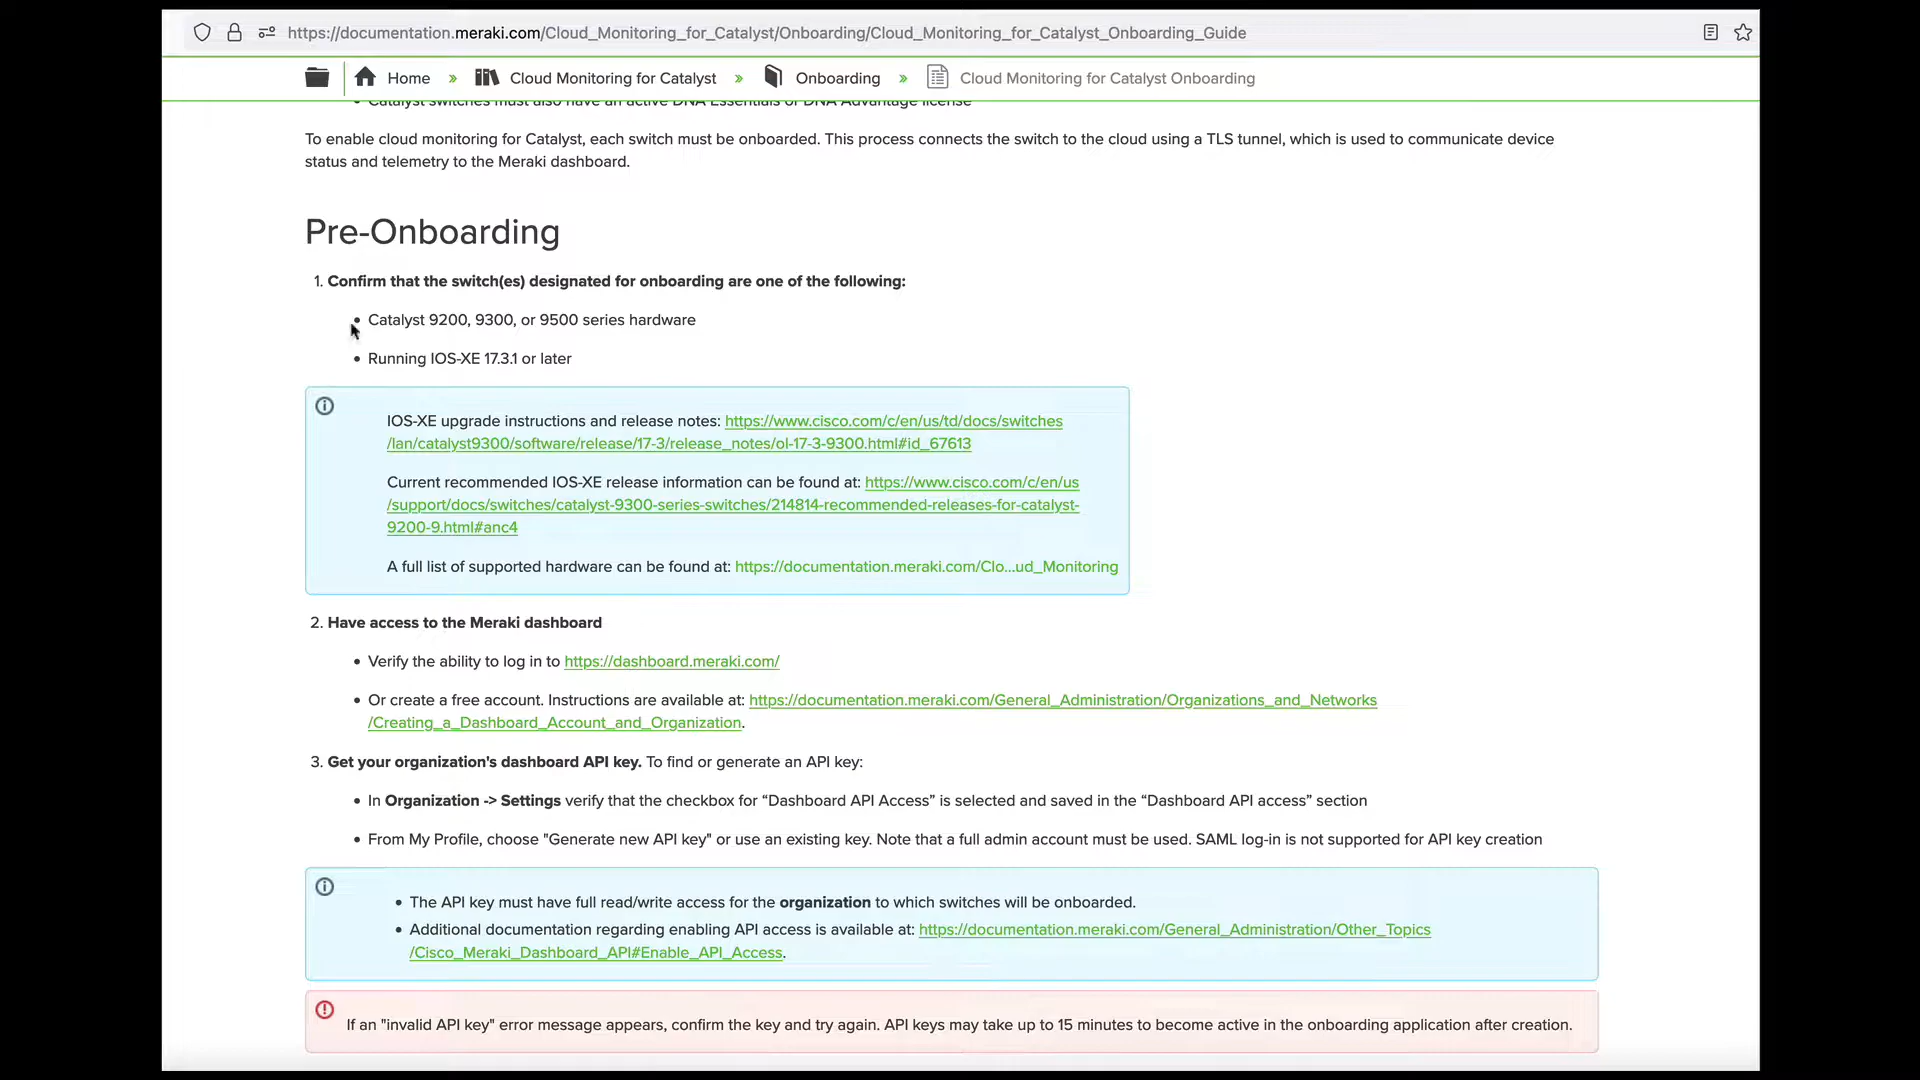 https://documentation.meraki.com/Cloud_Monitoring_for_Catalyst/Onboarding/Cloud_Monitoring_for_Catalyst_Onboarding_Guide
Home » Cloud Monitoring for Catalyst » Onboarding » Cloud Monitoring for Catalyst Onboarding
• Catalyst switches must also have an active DNA Essentials or DNA Advantage license
To enable cloud monitoring for Catalyst, each switch must be onboarded. This process connects the switch to the cloud using a TLS tunnel, which is used to communicate device
status and telemetry to the Meraki dashboard.
Pre-Onboarding
1. Confirm that the switch(es) designated for onboarding are one of the following:
• Catalyst 9200, 9300, or 9500 series hardware
• Running IOS-XE 17.3.1 or later
IOS-XE upgrade instructions and release notes: https://www.cisco.com/c/en/us/td/docs/switches
/lan/catalyst9300/software/release/17-3/release_notes/ol-17-3-9300.html#id_67613
Current recommended IOS-XE release information can be found at: https://www.cisco.com/c/en/us
/support/docs/switches/catalyst-9300-series-switches/214814-recommended-releases-for-catalyst-
9200-9.html#anc4
A full list of supported hardware can be found at: https://documentation.meraki.com/Clo...ud_Monitoring
2. Have access to the Meraki dashboard
• Verify the ability to log in to https://dashboard.meraki.com/
• Or create a free account. Instructions are available at: https://documentation.meraki.com/General_Administration/Organizations_and_Networks
/Creating_a_Dashboard_Account_and_Organization.
3. Get your organization's dashboard API key. To find or generate an API key:
• In Organization -> Settings verify that the checkbox for “Dashboard API Access” is selected and saved in the “Dashboard API access” section
• From My Profile, choose "Generate new API key" or use an existing key. Note that a full admin account must be used. SAML log-in is not supported for API key creation
• The API key must have full read/write access for the organization to which switches will be onboarded.
• Additional documentation regarding enabling API access is available at: https://documentation.meraki.com/General_Administration/Other_Topics
/Cisco_Meraki_Dashboard_API#Enable_API_Access.
If an "invalid API key" error message appears, confirm the key and try again. API keys may take up to 15 minutes to become active in the onboarding application after creation.